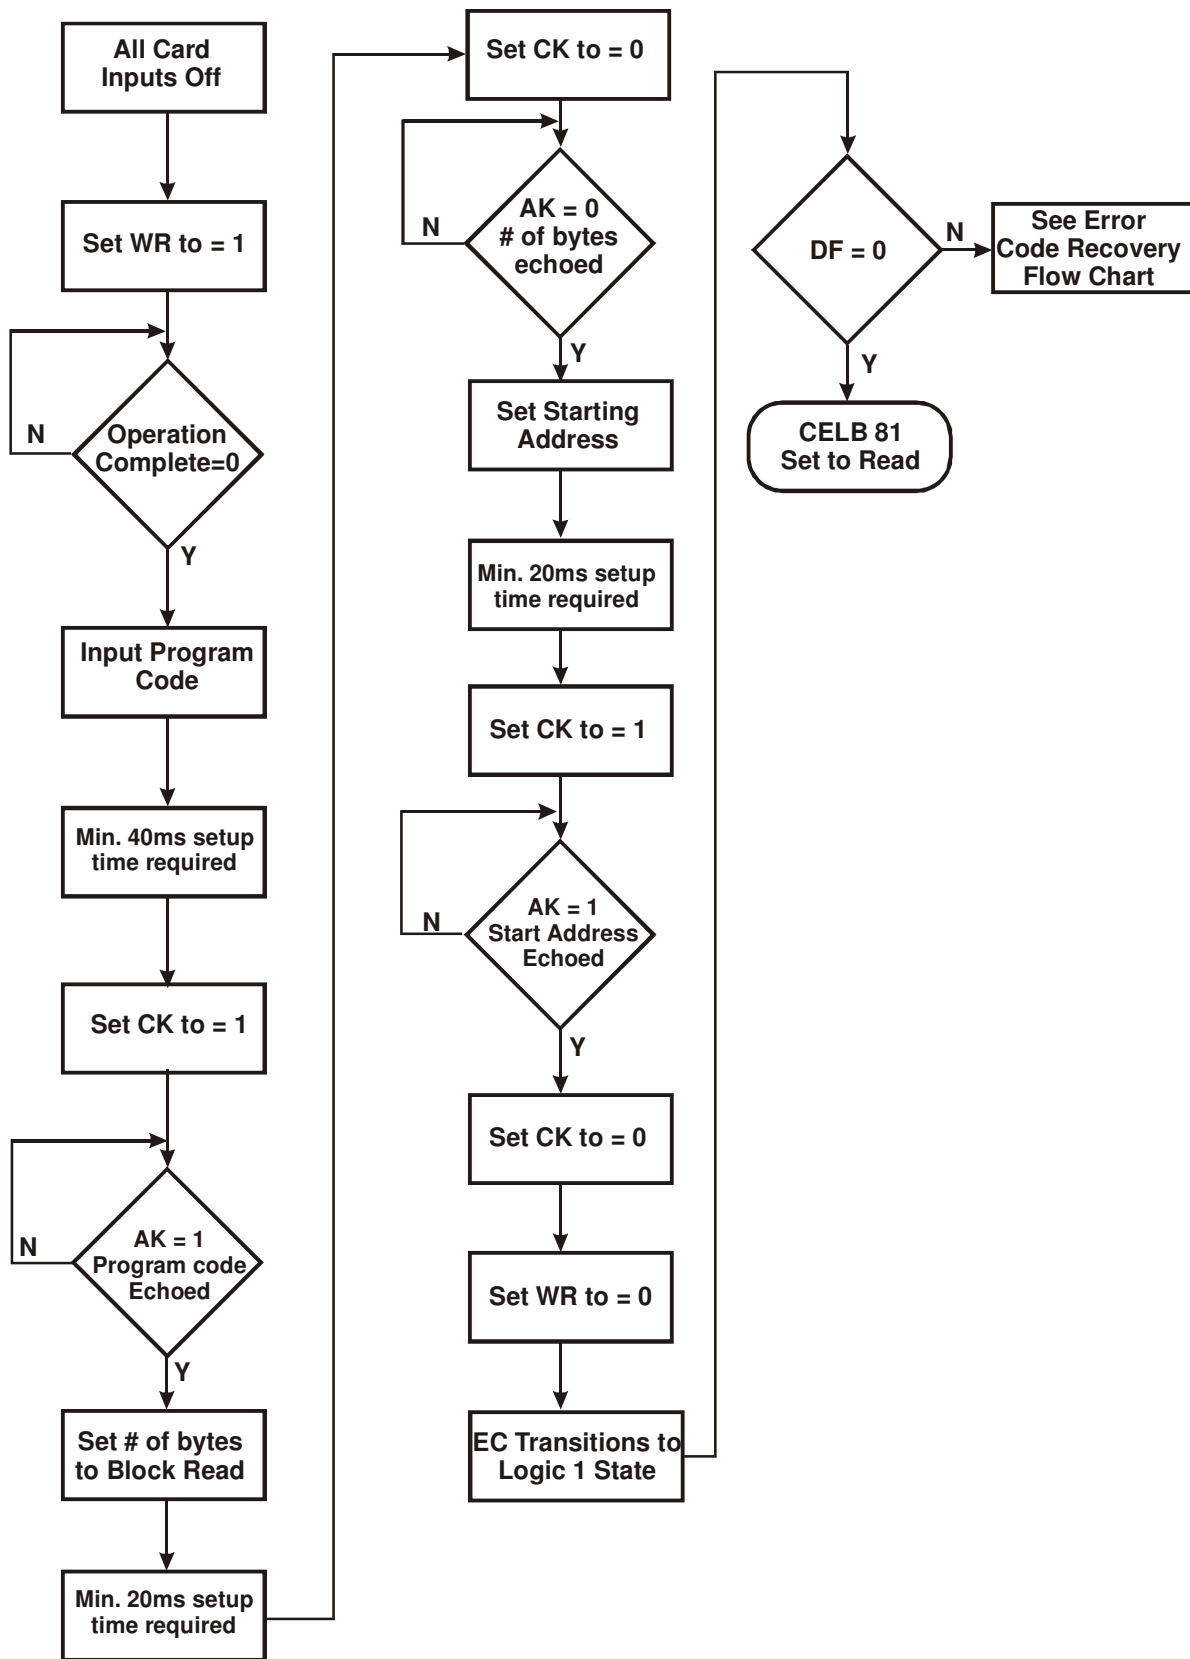 All Card
Inputs Off
Set WR to = 1
N
Operation
Complete=0
Y
Input Program
Code
Min. 40ms setup
time required
Set CK to = 1
N
AK = 1
Program code
Echoed
Y
Set # of bytes
to Block Read
Min. 20ms setup
time required
Set CK to = 0
N
AK = 0
# of bytes
echoed
Y
Set Starting
Address
Min. 20ms setup
time required
Set CK to = 1
N
AK = 1
Start Address
Echoed
Y
Set CK to = 0
Set WR to = 0
EC Transitions to
Logic 1 State
DF = 0
N
See Error
Code Recovery
Flow Chart
Y
CELB 81
Set to Read